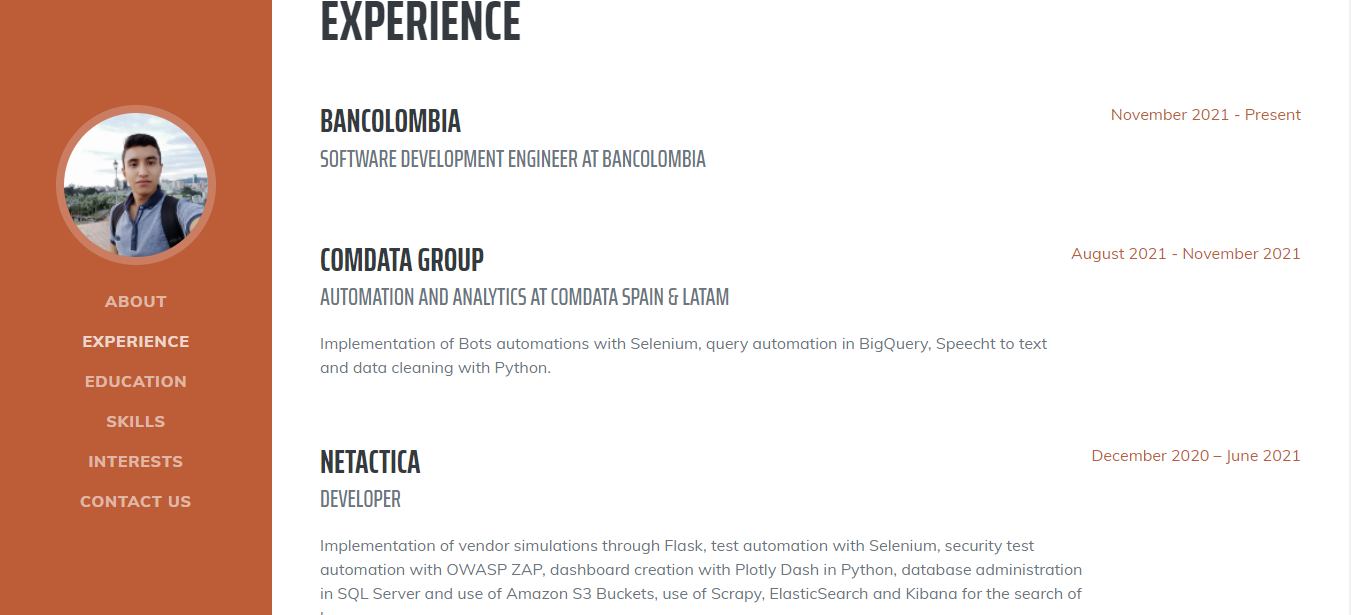 ABOUT
EXPERIENCE
EDUCATION
SKILLS
INTERESTS
CONTACT US
EXPERIENCE
BANCOLOMBIA
November 2021 - Present
SOFTWARE DEVELOPMENT ENGINEER AT BANCOLOMBIA
COMDATA GROUP
August 2021 - November 2021
AUTOMATION AND ANALYTICS AT COMDATA SPAIN & LATAM
Implementation of Bots automations with Selenium, query automation in BigQuery, Speecht to text
and data cleaning with Python.
NETACTICA
December 2020 – June 2021
DEVELOPER
Implementation of vendor simulations through Flask, test automation with Selenium, security test
automation with OWASP ZAP, dashboard creation with Plotly Dash in Python, database administration
in SQL Server and use of Amazon S3 Buckets, use of Scrapy, ElasticSearch and Kibana for the search of